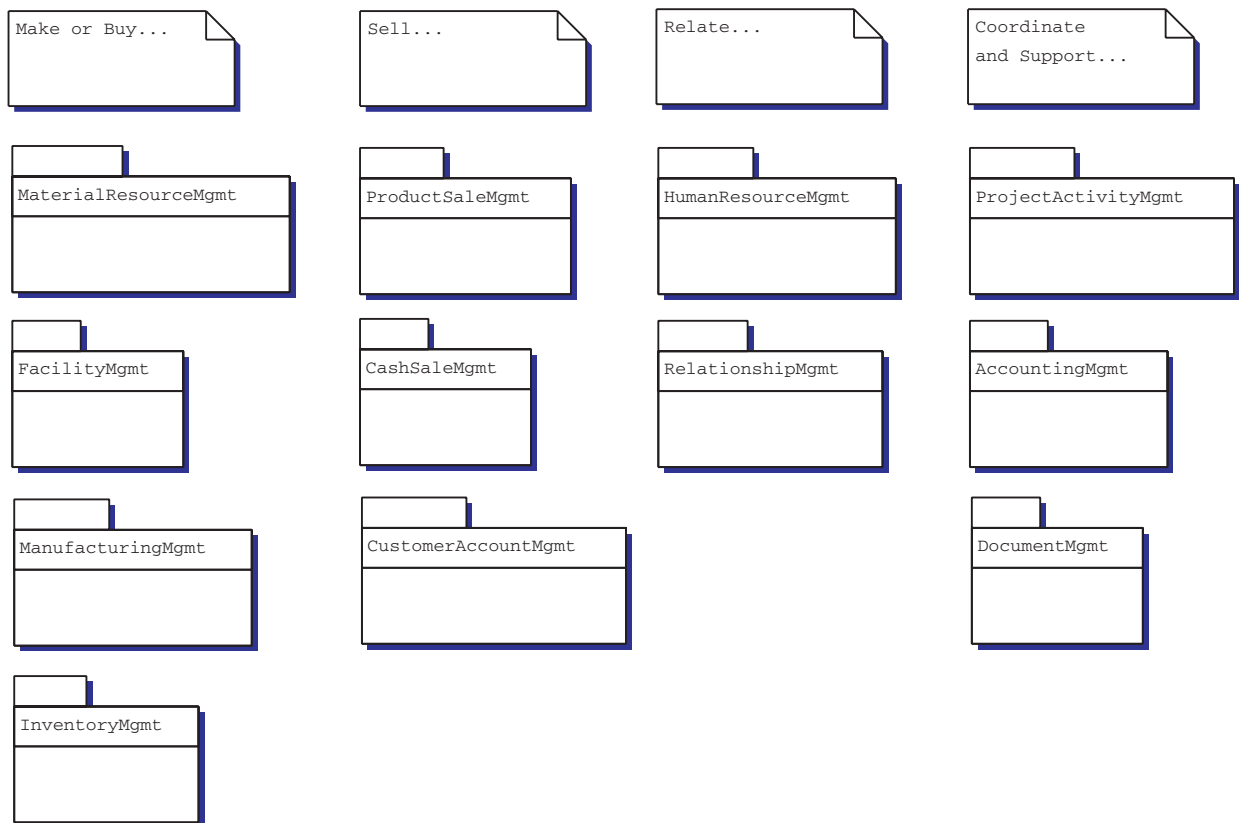 Make or Buy...
Sell...
Relate...
Coordinate
and Support...
MaterialResourceMgmt
ProductSaleMgmt
HumanResourceMgmt
ProjectActivityMgmt
FacilityMgmt
CashSaleMgmt
RelationshipMgmt
AccountingMgmt
ManufacturingMgmt
CustomerAccountMgmt
DocumentMgmt
InventoryMgmt